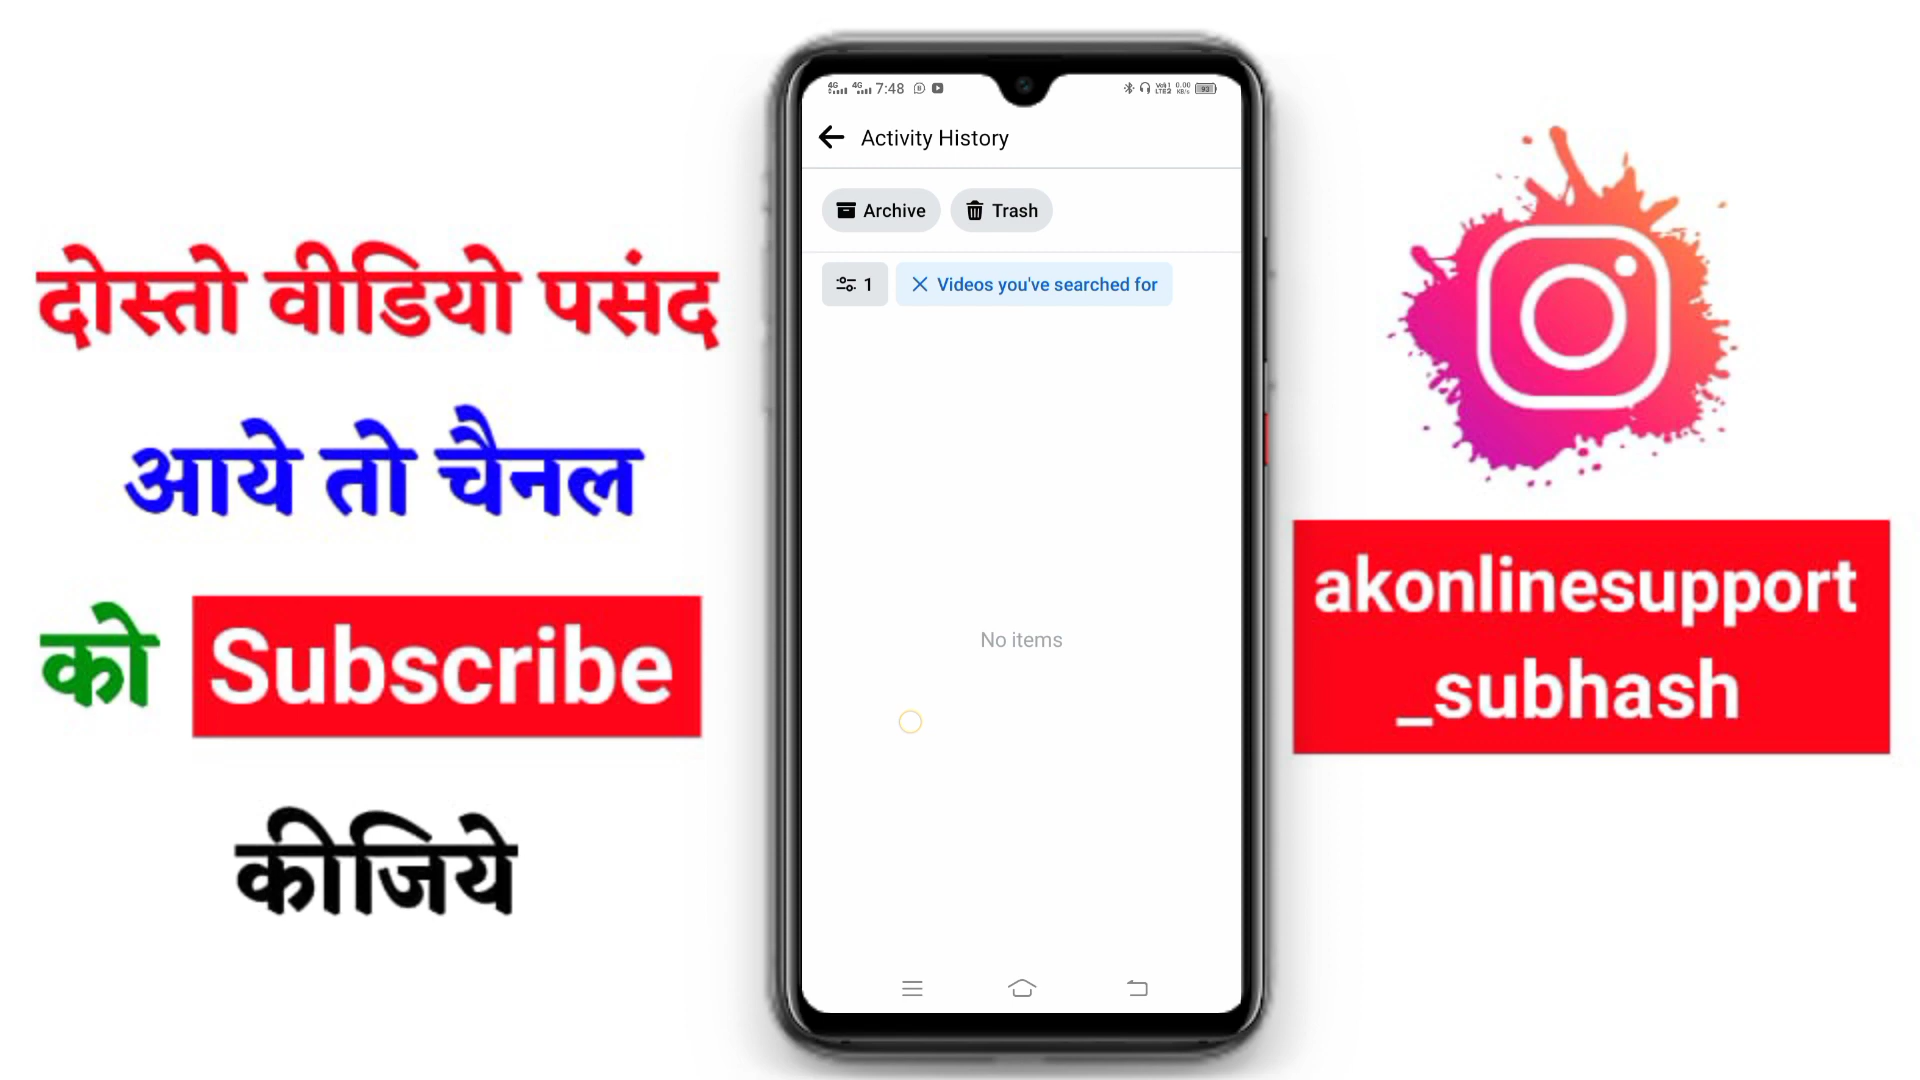 दोस्तो वीडियो पसंद
आये तो चैनल
को Subscribe
कीजिये
7:48
Activity History
Archive Trash
1 Videos you've searched for
No items
akonlinesupport
_subhash